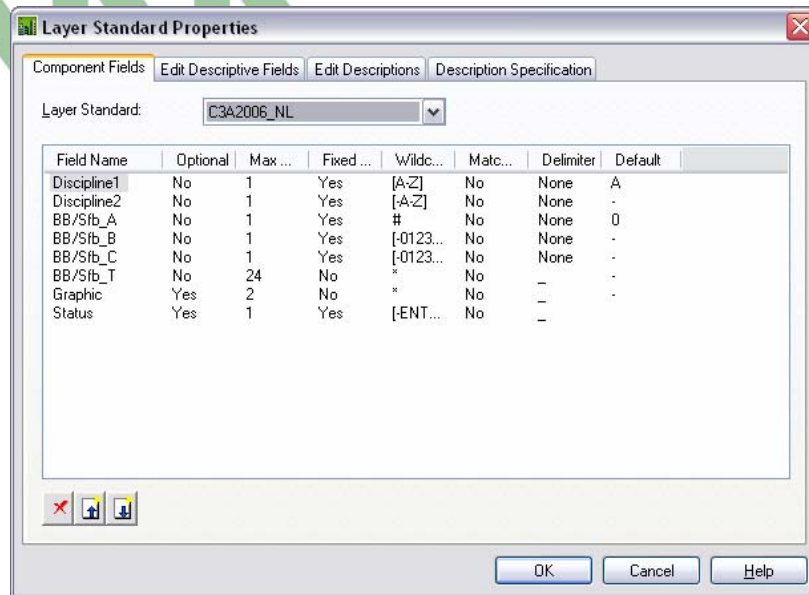 Layer Standard Properties
Component Fields Edit Descriptive Fields Edit Descriptions Description Specification
Layer Standard: C3A2006_NL
Field Name Optional Max ... Fixed ... Wildc... Matc... Delimiter Default
Discipline1 No 1 Yes [A-Z] No None A
Discipline2 No 1 Yes [-A-Z] No None -
BB/Sfb_A No 1 Yes # No None 0
BB/Sfb_B No 1 Yes [-0123... No None -
BB/Sfb_C No 1 Yes [-0123... No None -
BB/Sfb_T No 24 No * No _ -
Graphic Yes 2 No * No _ -
Status Yes 1 Yes [-ENT... No _
OK Cancel Help